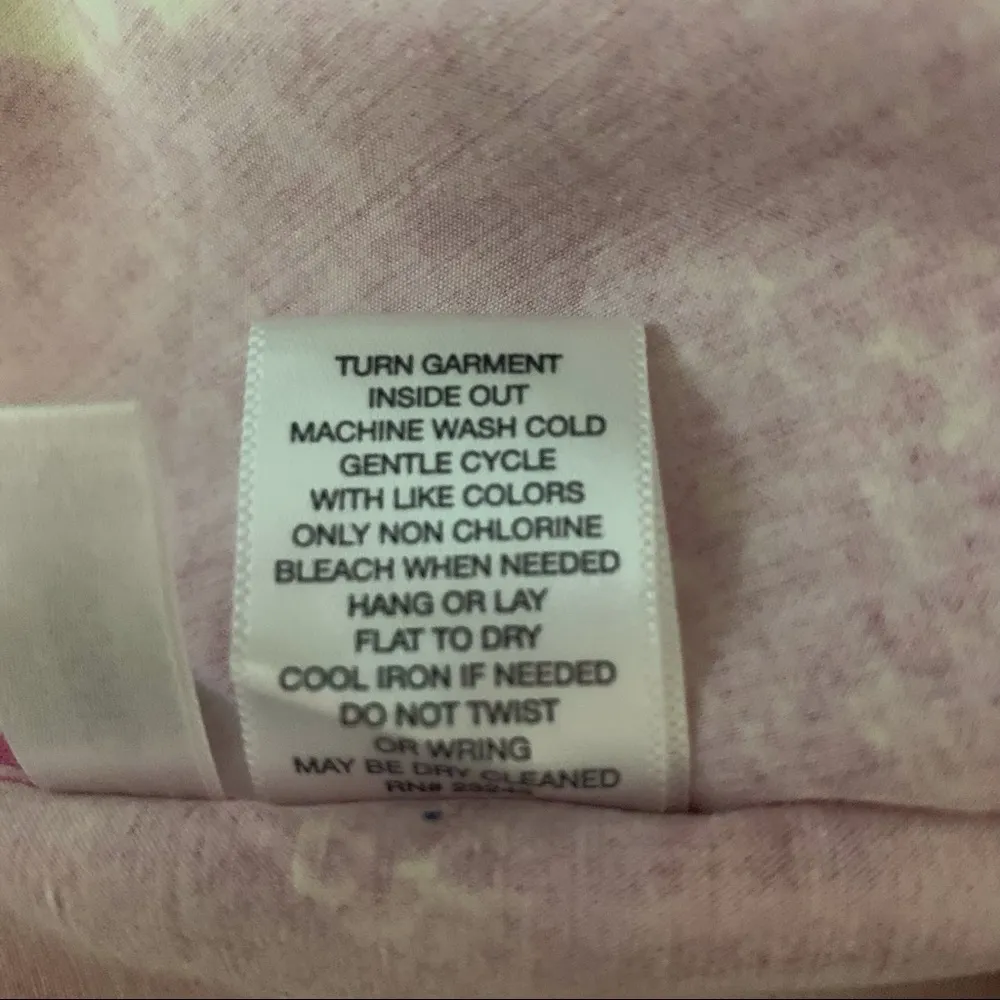 TURN GARMENT
INSIDE OUT
MACHINE WASH COLD
GENTLE CYCLE
WITH LIKE COLORS
ONLY NON CHLORINE
BLEACH WHEN NEEDED
HANG OR LAY
FLAT TO DRY
COOL IRON IF NEEDED
DO NOT TWIST
OR WRING
MAY BE DRY CLEANED
RN#